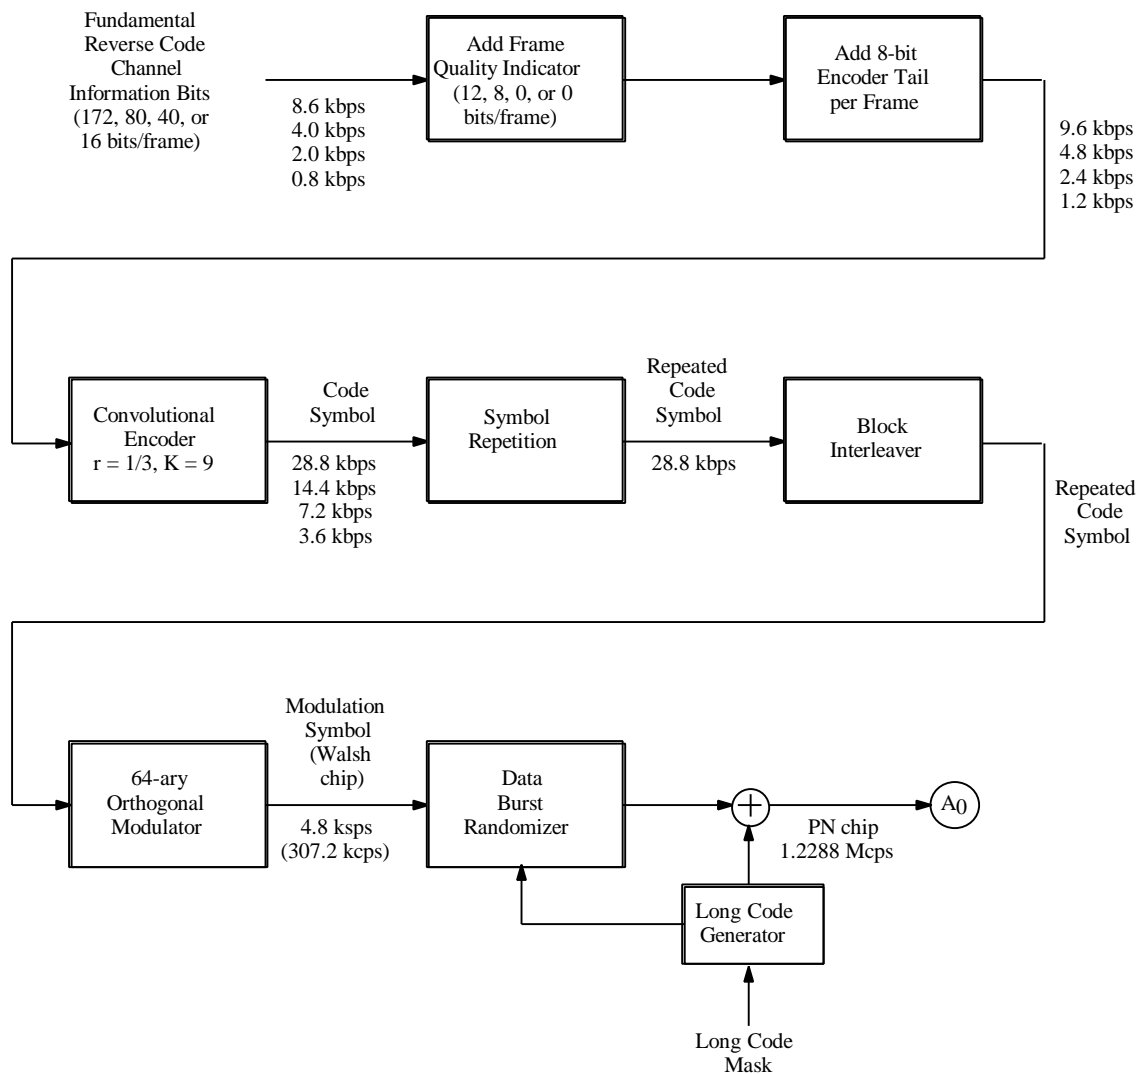 Fundamental
Reverse Code
Channel
Information Bits
(172, 80, 40, or
16 bits/frame)
8.6 kbps
4.0 kbps
2.0 kbps
0.8 kbps
Add Frame
Quality Indicator
(12, 8, 0, or 0
bits/frame)
Add 8-bit
Encoder Tail
per Frame
9.6 kbps
4.8 kbps
2.4 kbps
1.2 kbps
Convolutional
Encoder
r = 1/3, K = 9
Code
Symbol
28.8 kbps
14.4 kbps
7.2 kbps
3.6 kbps
Symbol
Repetition
Repeated
Code
Symbol
28.8 kbps
Block
Interleaver
Repeated
Code
Symbol
64-ary
Orthogonal
Modulator
Modulation
Symbol
(Walsh
chip)
4.8 ksps
(307.2 kcps)
Data
Burst
Randomizer
+
PN chip
1.2288 Mcps
A0
Long Code
Generator
Long Code
Mask